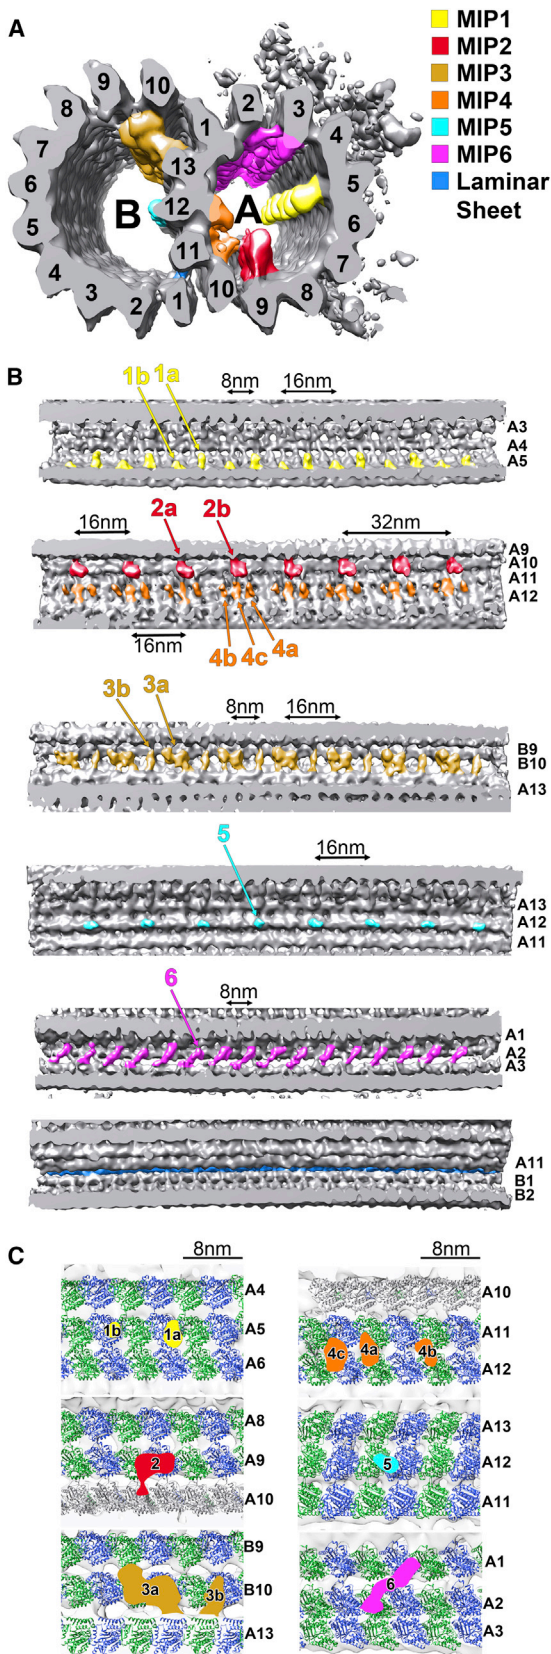 A
MIP1
MIP2
MIP3
MIP4
MIP5
MIP6
Laminar
Sheet
10
9
8
7
6
5
4
3
2
1
13
12
11
10
9
8
7
6
5
4
3
2
1
B
A
B
1b 1a
8nm 16nm
A3
A4
A5
2a 2b
16nm 32nm
A9
A10
A11
A12
16nm
4b 4c 4a
3b 3a
8nm 16nm
B9
B10
A13
5
16nm
A13
A12
A11
6
8nm
A1
A2
A3
A11
B1
B2
C
8nm
A4
1b 1a A5
A6
A8
2 A9
A10
B9
3a 3b B10
A13
8nm
A10
A11
4c 4a 4b
A12
A13
5 A12
A11
A1
6
A2
A3